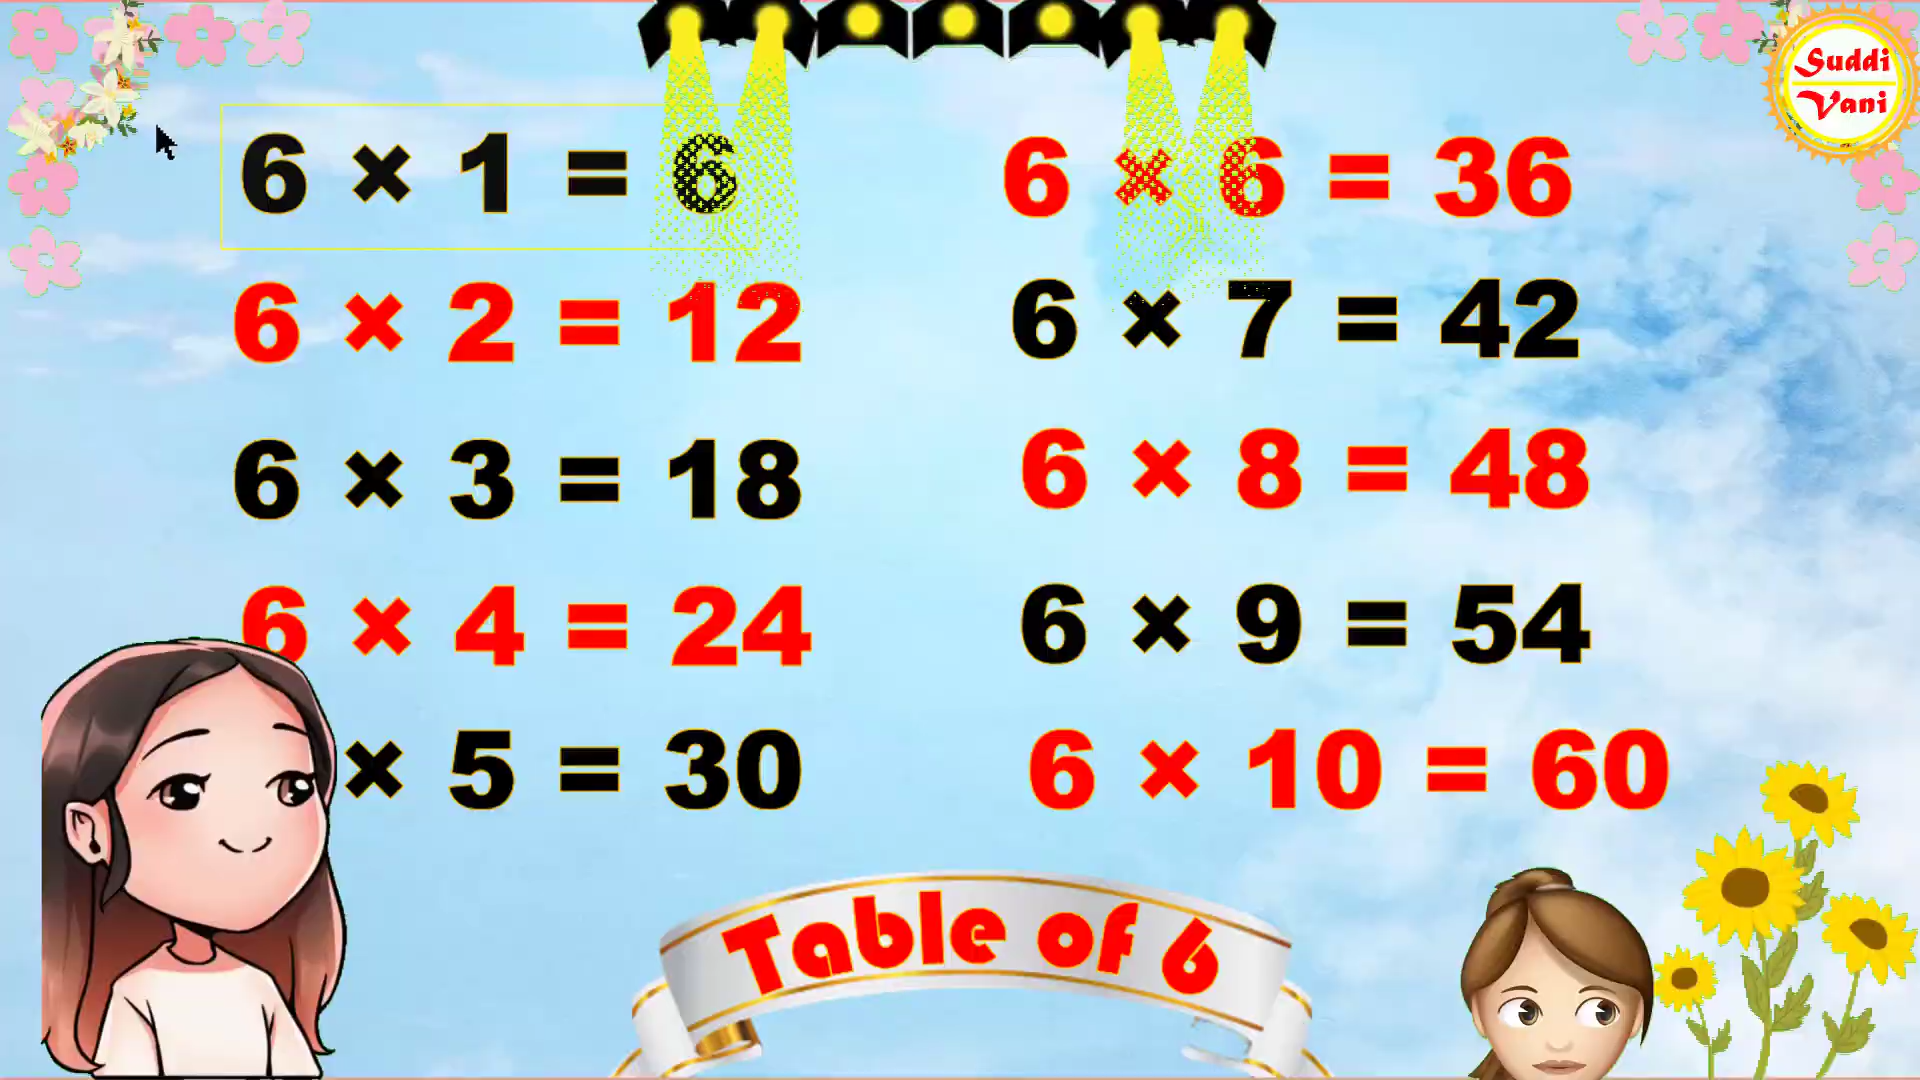 6 × 1 = 6
6 × 2 = 12
6 × 3 = 18
6 × 4 = 24
× 5 = 30
6 × 6 = 36
6 × 7 = 42
6 × 8 = 48
6 × 9 = 54
6 × 10 = 60
Table of 6
Suddi
Vani